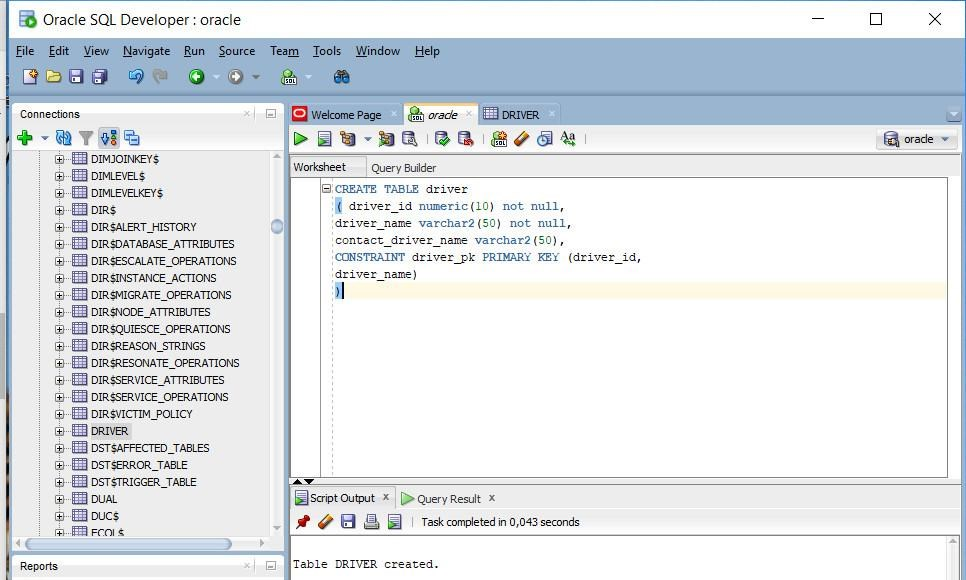 Oracle SQL Developer : oracle
File Edit View Navigate Run Source Team Tools Window Help
Connections
DIMJOINKEY$
DIMLEVEL$
DIMLEVELKEY$
DIR$
DIR$ALERT_HISTORY
DIR$DATABASE_ATTRIBUTES
DIR$ESCALATE_OPERATIONS
DIR$INSTANCE_ACTIONS
DIR$MIGRATE_OPERATIONS
DIR$NODE_ATTRIBUTES
DIR$QUIESCE_OPERATIONS
DIR$REASON_STRINGS
DIR$RESONATE_OPERATIONS
DIR$SERVICE_ATTRIBUTES
DIR$SERVICE_OPERATIONS
DIR$VICTIM_POLICY
DRIVER
DST$AFFECTED_TABLES
DST$ERROR_TABLE
DST$TRIGGER_TABLE
DUAL
DUC$
ECOL$
Reports
Welcome Page oracle DRIVER
SQL Aa oracle
Worksheet Query Builder
CREATE TABLE driver
( driver_id numeric(10) not null,
driver_name varchar2(50) not null,
contact_driver_name varchar2(50),
CONSTRAINT driver_pk PRIMARY KEY (driver_id,
driver_name)
)
Script Output Query Result
Task completed in 0,043 seconds
Table DRIVER created.